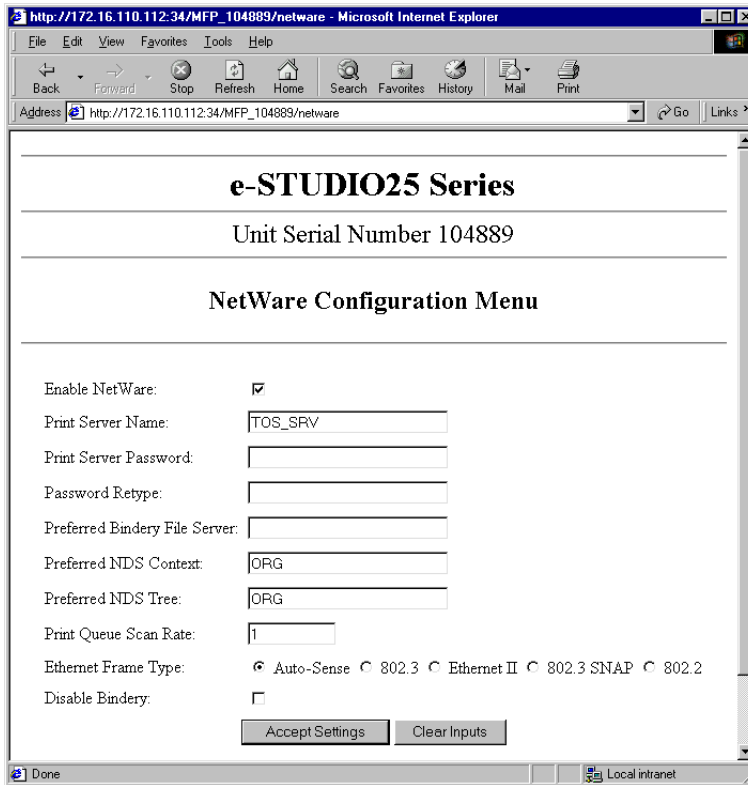 http://172.16.110.112:34/MFP_104889/netware - Microsoft Internet Explorer
File Edit View Favorites Tools Help
Back Forward Stop Refresh Home Search Favorites History Mail Print
Address http://172.16.110.112:34/MFP_104889/netware Go Links »
e-STUDIO25 Series
Unit Serial Number 104889
NetWare Configuration Menu
Enable NetWare:
Print Server Name: TOS_SRV
Print Server Password:
Password Retype:
Preferred Bindery File Server:
Preferred NDS Context: ORG
Preferred NDS Tree: ORG
Print Queue Scan Rate: 1
Ethernet Frame Type: Auto-Sense 802.3 Ethernet II 802.3 SNAP 802.2
Disable Bindery:
Accept Settings Clear Inputs
Done Local intranet